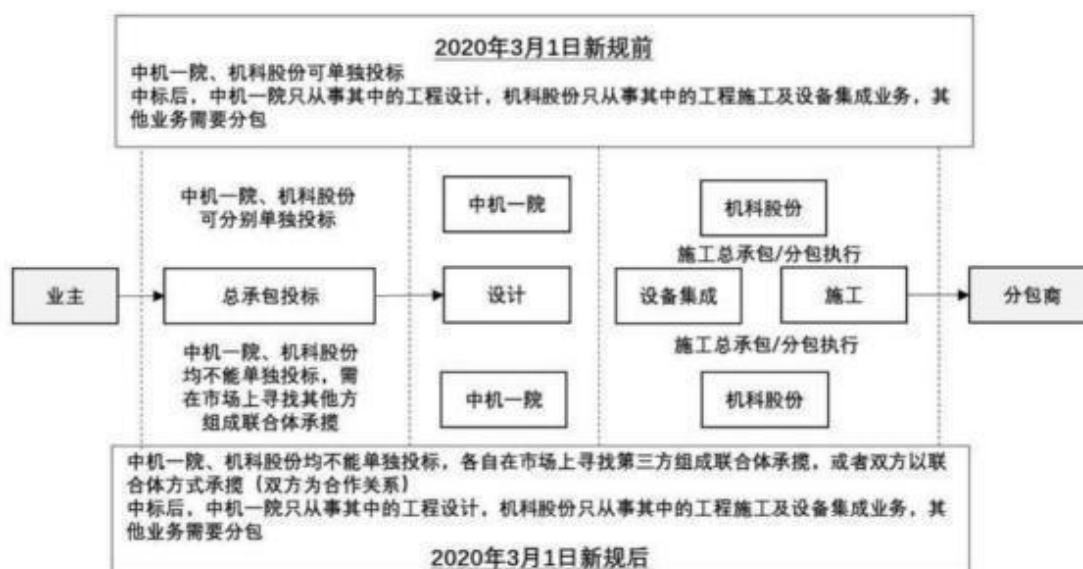 2020年3月1日新规前
中机一院、机科股份可单独投标
中标后，中机一院只从事其中的工程设计，机科股份只从事其中的工程施工及设备集成业务，其
他业务需要分包
中机一院、机科股份
可分别单独投标
中机一院
机科股份
施工总承包/分包执行
业主
总承包投标
设计
设备集成
施工
分包商
施工总承包/分包执行
中机一院、机科股份
均不能单独投标，需
在市场上寻找其他方
组成联合体承揽
中机一院
机科股份
中机一院、机科股份均不能单独投标，各自在市场上寻找第三方组成联合体承揽，或者双方以联
合体方式承揽（双方为合作关系）
中标后，中机一院只从事其中的工程设计，机科股份只从事其中的工程施工及设备集成业务，其
他业务需要分包
2020年3月1日新规后